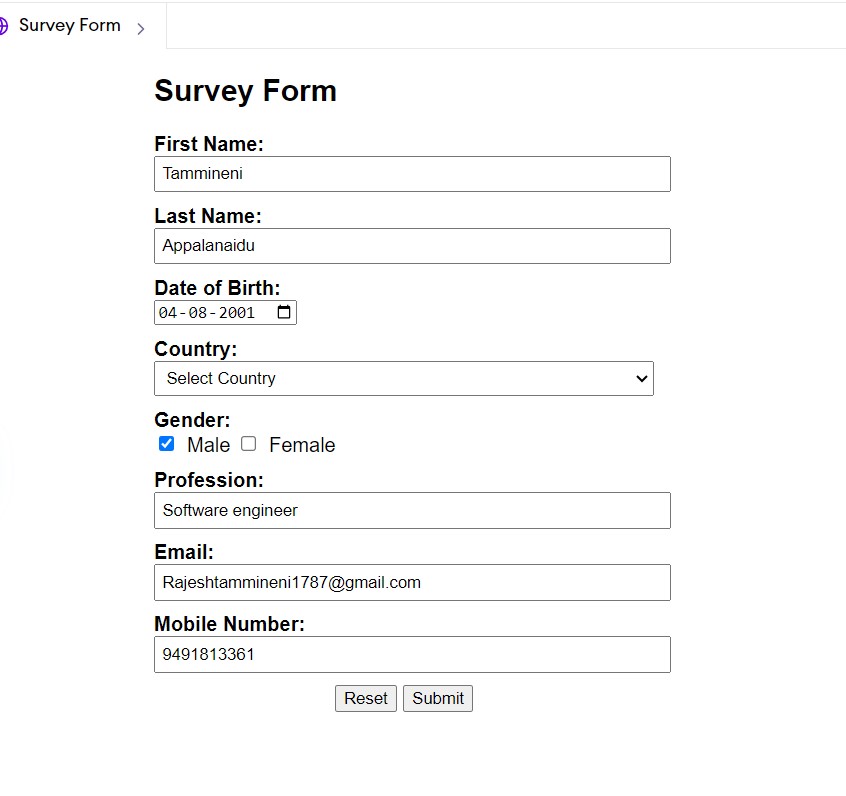 Survey Form
Survey Form
First Name:
Tammineni
Last Name:
Appalanaidu
Date of Birth:
04-08-2001
Country:
Select Country
Gender:
Male Female
Profession:
Software engineer
Email:
Rajeshtammineni1787@gmail.com
Mobile Number:
9491813361
Reset Submit